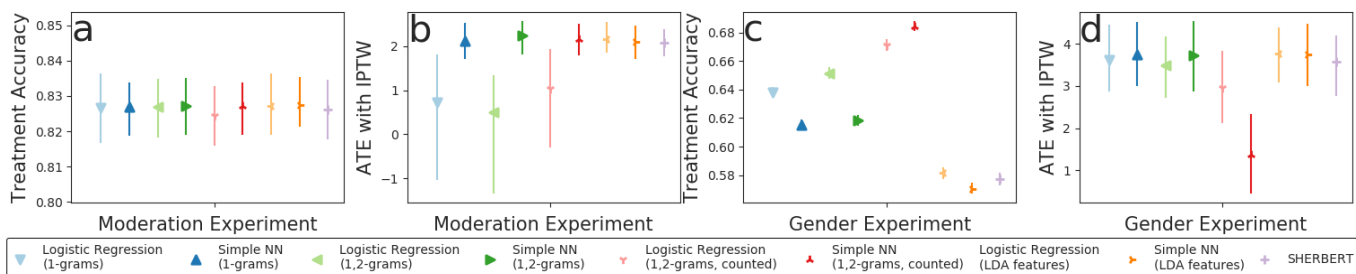 a
Treatment Accuracy
0.85
0.84
0.83
0.82
0.81
0.80
Moderation Experiment
b
ATE with IPTW
2
1
0
−1
Moderation Experiment
c
Treatment Accuracy
0.68
0.66
0.64
0.62
0.60
0.58
Gender Experiment
d
ATE with IPTW
4
3
2
1
Gender Experiment
Logistic Regression
(1-grams)
Simple NN
(1-grams)
Logistic Regression
(1,2-grams)
Simple NN
(1,2-grams)
Logistic Regression
(1,2-grams, counted)
Simple NN
(1,2-grams, counted)
Logistic Regression
(LDA features)
Simple NN
(LDA features)
SHERBERT